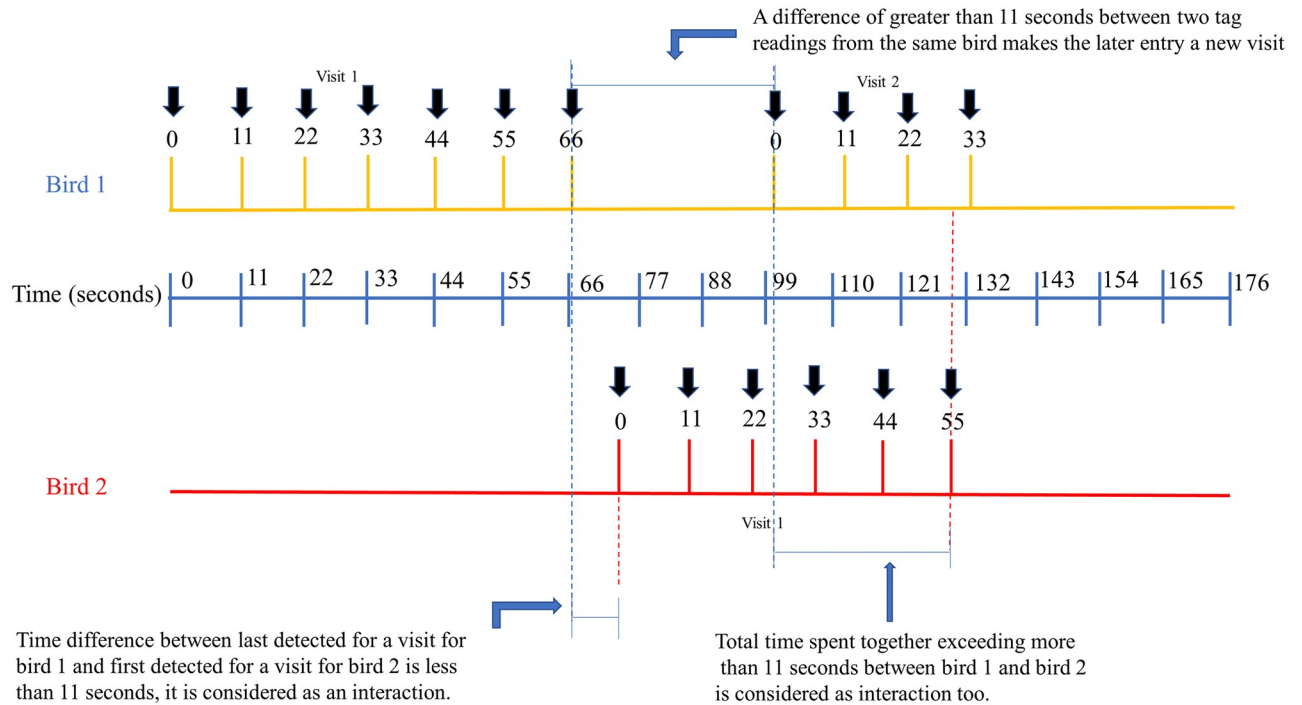 A difference of greater than 11 seconds between two tag
readings from the same bird makes the later entry a new visit
Visit 1
Visit 2
0 11 22 33 44 55 66 0 11 22 33
Bird 1
Time (seconds) 0 11 22 33 44 55 66 77 88 99 110 121 132 143 154 165 176
0 11 22 33 44 55
Bird 2
Visit 1
Time difference between last detected for a visit for
bird 1 and first detected for a visit for bird 2 is less
than 11 seconds, it is considered as an interaction.
Total time spent together exceeding more
than 11 seconds between bird 1 and bird 2
is considered as interaction too.